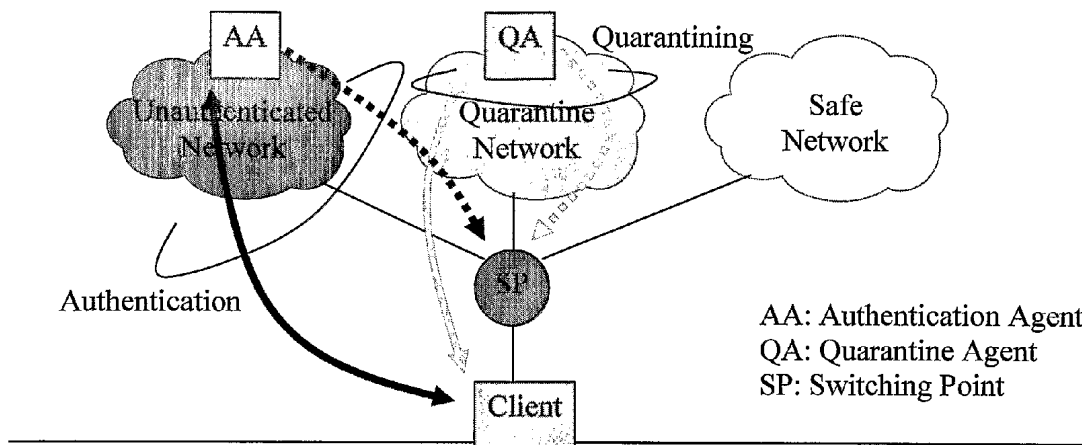 AA
QA
Quarantining
Unauthenticated
Network
Quarantine
Network
Safe
Network
SP
Authentication
AA: Authentication Agent
QA: Quarantine Agent
SP: Switching Point
Client